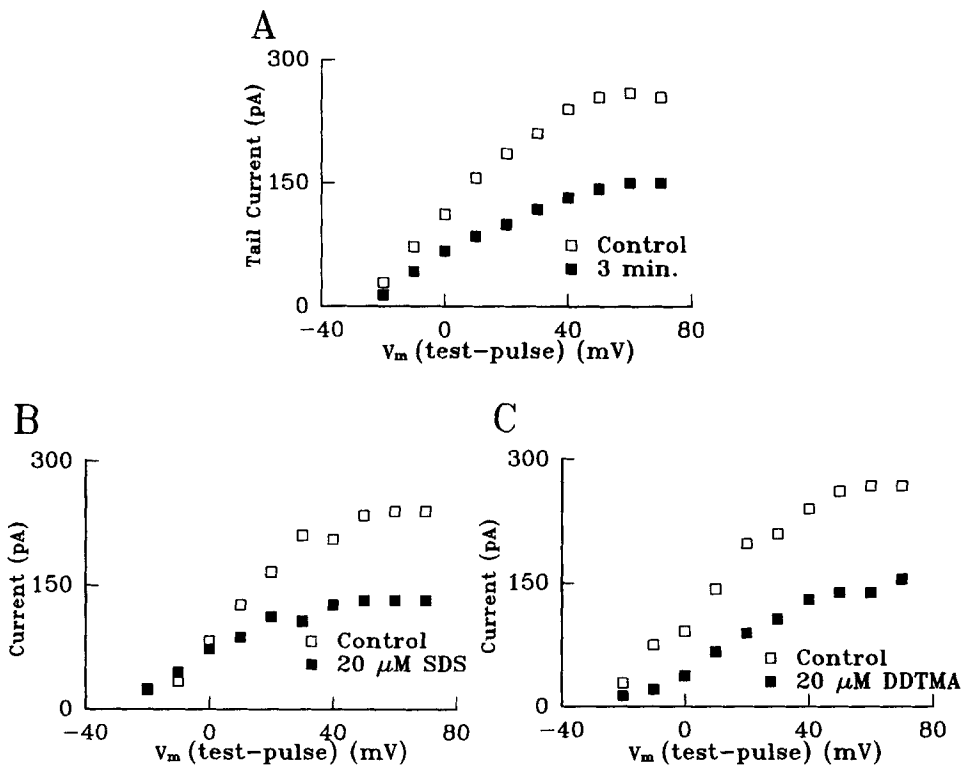 A
300
150
0
Tail Current (pA)
□ Control
■ 3 min.
−40 0 40 80
Vₘ (test-pulse) (mV)
B
300
150
0
Current (pA)
□ Control
■ 20 μM SDS
−40 0 40 80
Vₘ (test-pulse) (mV)
C
300
150
0
Current (pA)
□ Control
■ 20 μM DDTMA
−40 0 40 80
Vₘ (test-pulse) (mV)